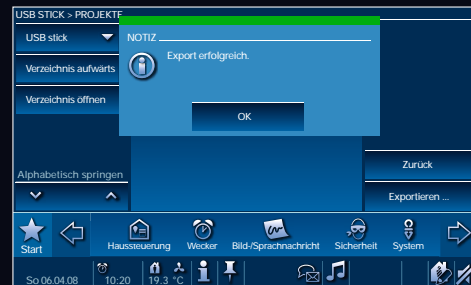 USB STICK > PROJEKTE
USB stick
Verzeichnis aufwärts
Verzeichnis öffnen
NOTIZ
Export erfolgreich.
OK
Alphabetisch springen
Zurück
Exportieren ...
Start
Haussteuerung
Wecker
Bild-/Sprachnachricht
Sicherheit
System
So 06.04.08
10:20
19.3 °C